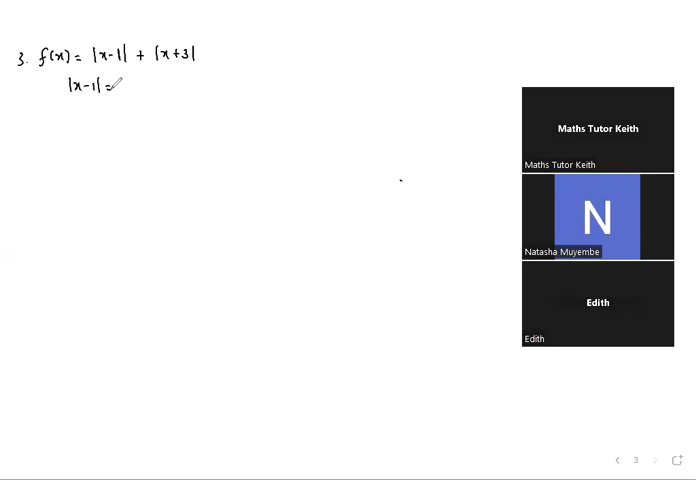 3. f(x) = |x-1| + |x+3|
|x-1| =
Maths Tutor Keith
Maths Tutor Keith
N
Natasha Muyembe
Edith
Edith
3